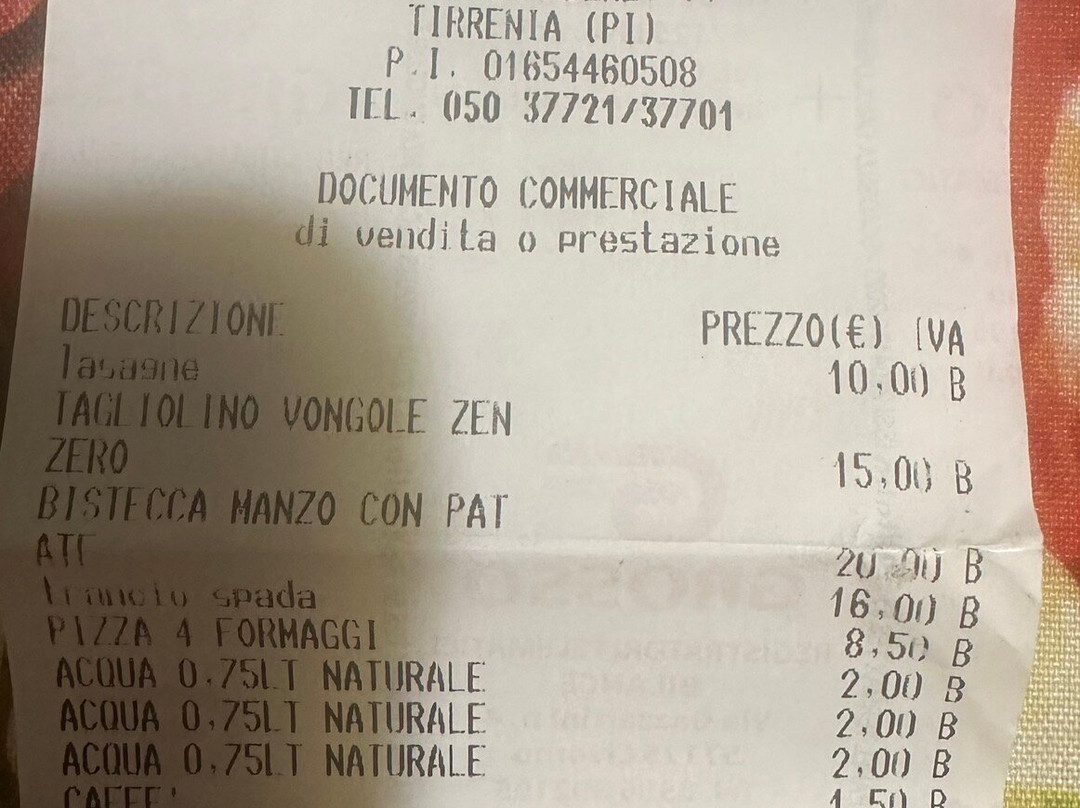 TIRRENIA (PI)
P.I. 01654460508
TEL. 050 37721/37701
DOCUMENTO COMMERCIALE
di vendita o prestazione
DESCRIZIONE PREZZO(€) IVA
lasagne 10,00 B
TAGLIOLINO VONGOLE ZEN
ZERO 15,00 B
BISTECCA MANZO CON PAT
ATE 20,00 B
trancio spada 16,00 B
PIZZA 4 FORMAGGI 8,50 B
ACQUA 0,75LT NATURALE 2,00 B
ACQUA 0,75LT NATURALE 2,00 B
ACQUA 0,75LT NATURALE 2,00 B
CAFFE' 1,50 B